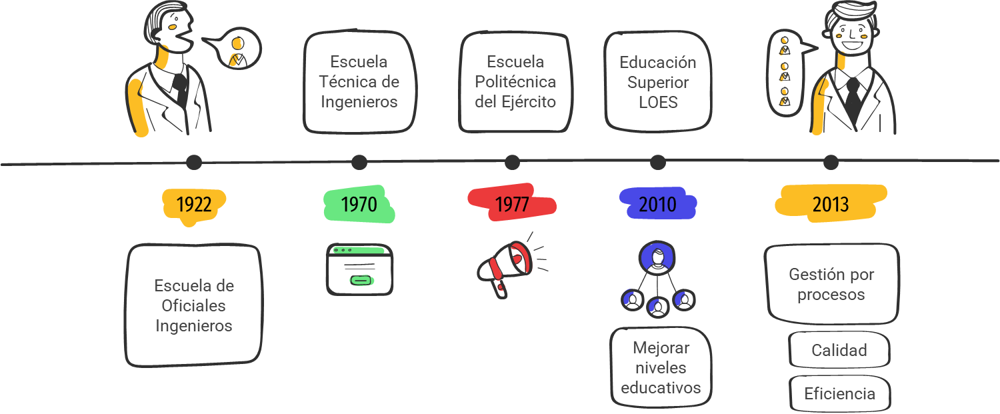 Escuela
Técnica de
Ingenieros
Escuela
Politécnica
del Ejército
Educación
Superior
LOES
1922
1970
1977
2010
2013
Escuela de
Oficiales
Ingenieros
Mejorar
niveles
educativos
Gestión por
procesos
Calidad
Eficiencia